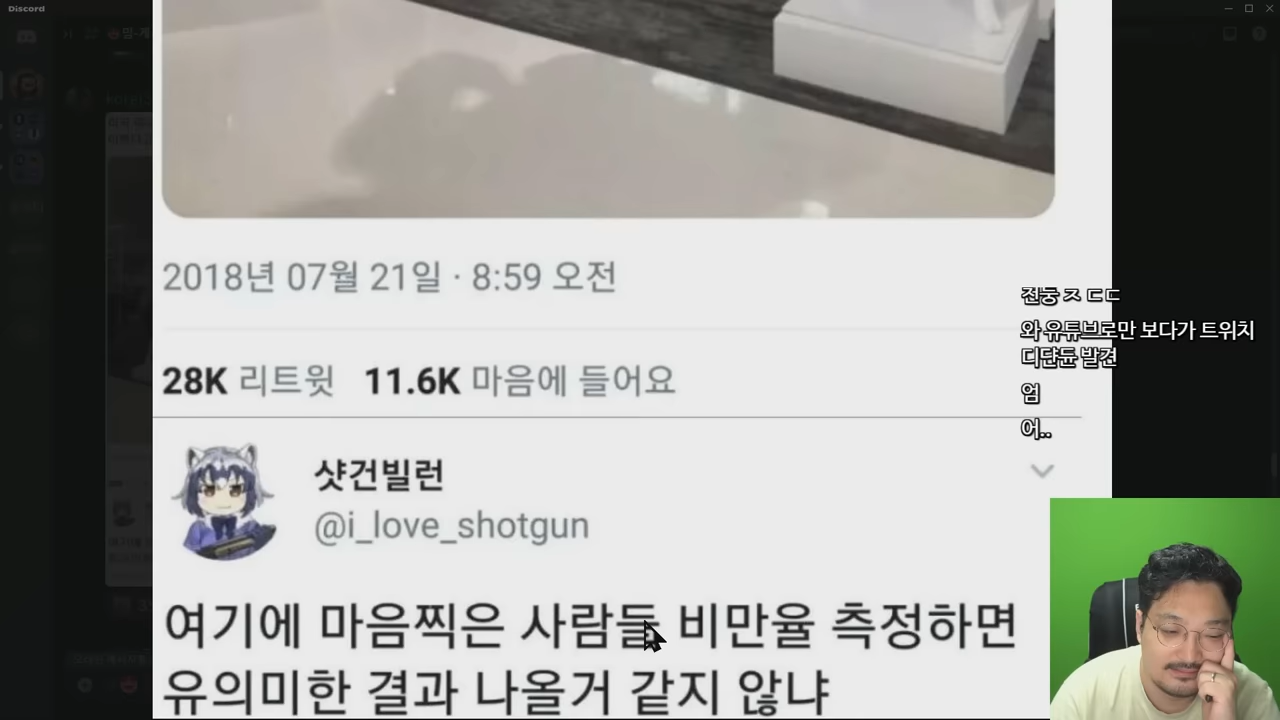 Discord
2018년 07월 21일 · 8:59 오전
28K 리트윗 11.6K 마음에 들어요
샷건빌런
@i_love_shotgun
여기에 마음찍은 사람들 비만율 측정하면
유의미한 결과 나올거 같지 않냐
전눙 ㅈ ㄷㄷ
와 유튜브로만 보다가 트위치
디댠듄 발견
엄
어..